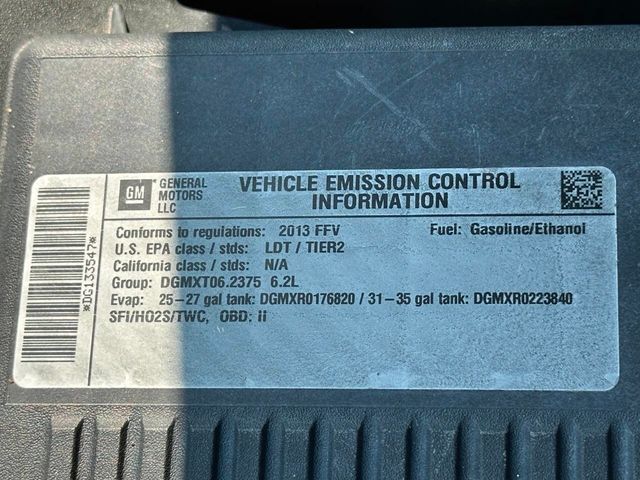 *DG133547*
GM
GENERAL
MOTORS
LLC
VEHICLE EMISSION CONTROL
INFORMATION
Conforms to regulations: 2013 FFV Fuel: Gasoline/Ethanol
U.S. EPA class / stds: LDT / TIER2
California class / stds: N/A
Group: DGMXT06.2375 6.2L
Evap: 25-27 gal tank: DGMXR0176820 / 31-35 gal tank: DGMXR0223840
SFI/HO2S/TWC, OBD: ii